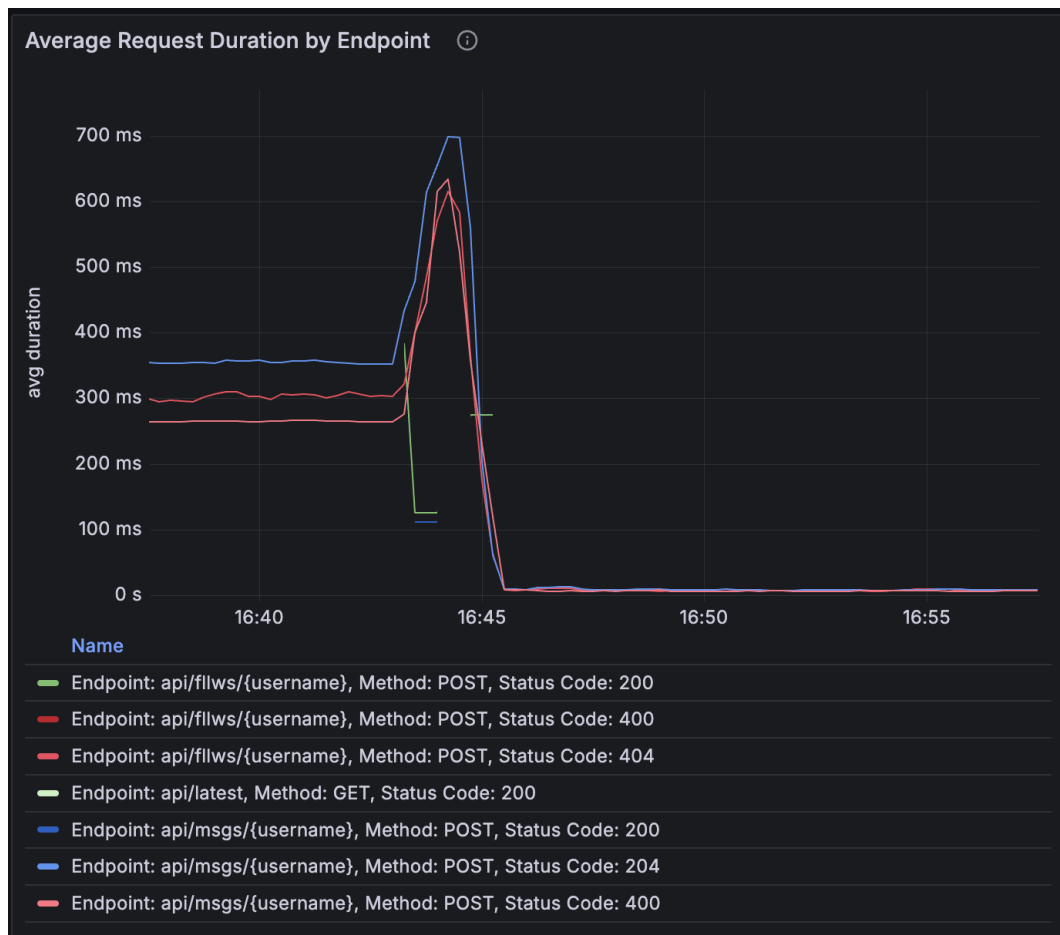 Average Request Duration by Endpoint
avg duration
700 ms
600 ms
500 ms
400 ms
300 ms
200 ms
100 ms
0 s
16:40 16:45 16:50 16:55
Name
Endpoint: api/fllws/{username}, Method: POST, Status Code: 200
Endpoint: api/fllws/{username}, Method: POST, Status Code: 400
Endpoint: api/fllws/{username}, Method: POST, Status Code: 404
Endpoint: api/latest, Method: GET, Status Code: 200
Endpoint: api/msgs/{username}, Method: POST, Status Code: 200
Endpoint: api/msgs/{username}, Method: POST, Status Code: 204
Endpoint: api/msgs/{username}, Method: POST, Status Code: 400